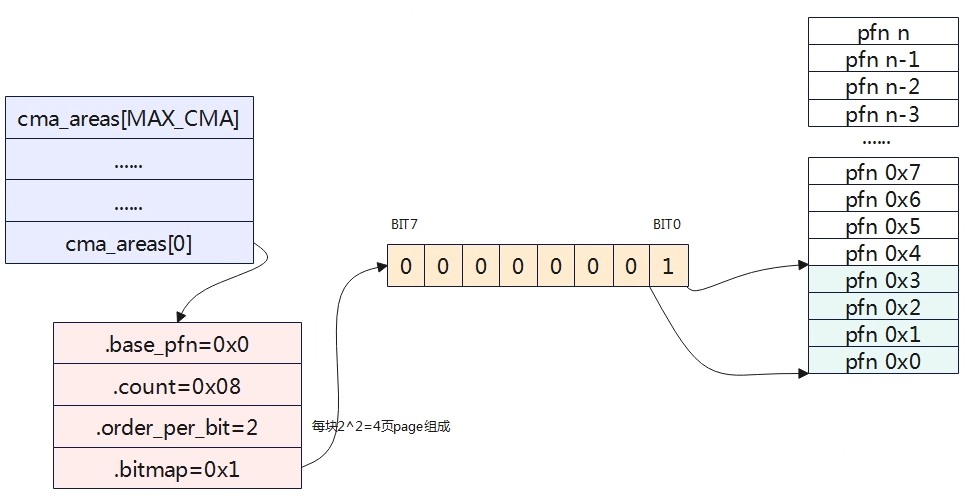 cma_areas[MAX_CMA]
......
......
cma_areas[0]
.base_pfn=0x0
.count=0x08
.order_per_bit=2
.bitmap=0x1
每块2^2=4页page组成
BIT7
BIT0
0 0 0 0 0 0 0 1
pfn n
pfn n-1
pfn n-2
pfn n-3
......
pfn 0x7
pfn 0x6
pfn 0x5
pfn 0x4
pfn 0x3
pfn 0x2
pfn 0x1
pfn 0x0